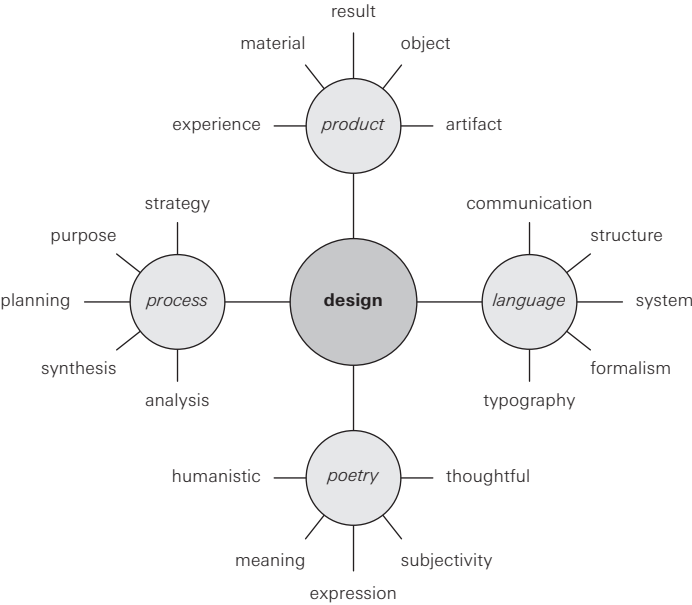 result
material
object
experience
product
artifact
strategy
communication
purpose
structure
planning
process
design
language
system
synthesis
formalism
analysis
typography
humanistic
poetry
thoughtful
meaning
subjectivity
expression